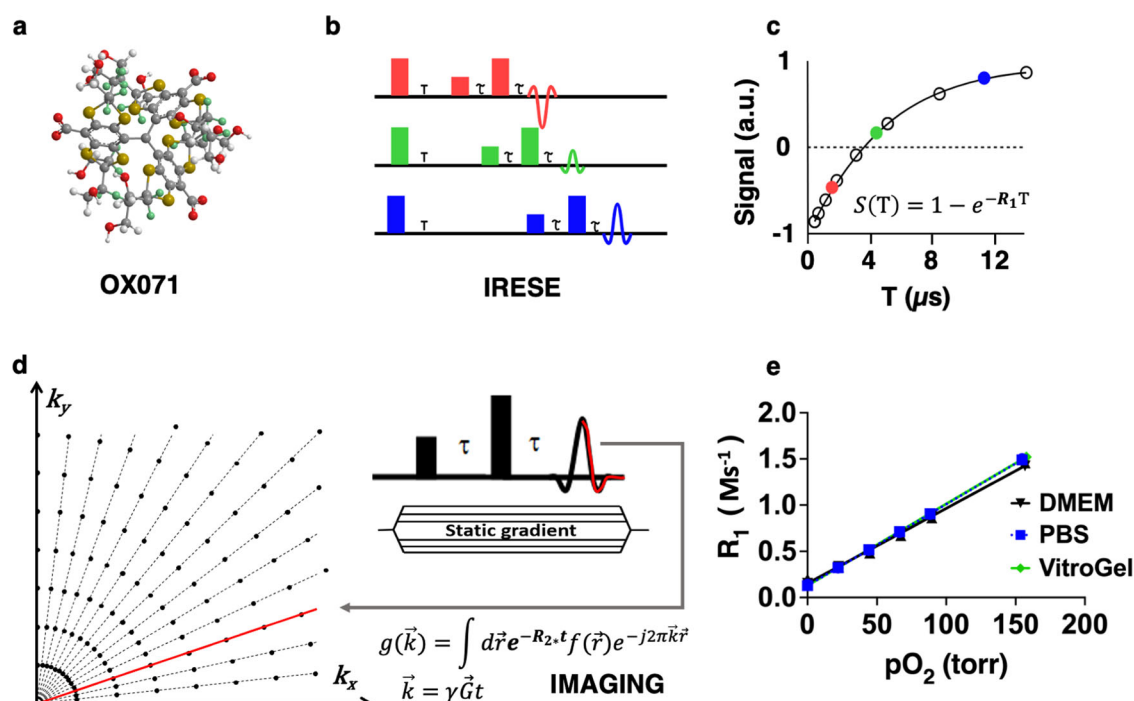 a
OX071
b
T τ τ
T τ τ
T τ τ
IRESE
c
Signal (a.u.)
1
0
-1
S(T) = 1 − e^{-R₁T}
0 4 8 12
T (μs)
d
k_y
τ τ
Static gradient
g(k⃗) = ∫ dr⃗ e^{-R₂*t} f(r⃗) e^{-j2πk⃗r⃗}
k⃗ = γG⃗t
k_x
IMAGING
e
R₁ (Ms⁻¹)
2.0
1.5
1.0
0.5
0.0
0 50 100 150 200
pO₂ (torr)
DMEM
PBS
VitroGel